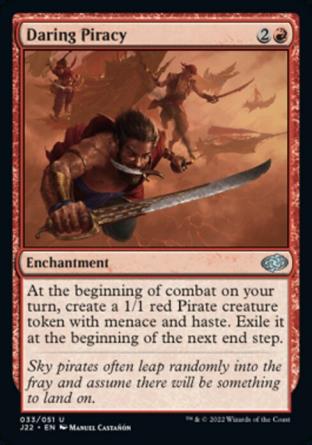 Daring Piracy 2
Enchantment
At the beginning of combat on your
turn, create a 1/1 red Pirate creature
token with menace and haste. Exile it
at the beginning of the next end step.
Sky pirates often leap randomly into the
fray and assume there will be something
to land on.
033/051 U
J22 • EN Manuel Castañón
™ & © 2022 Wizards of the Coast